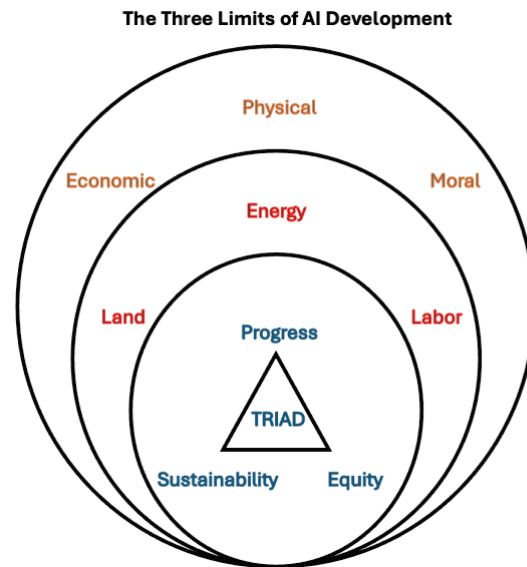 The Three Limits of AI Development
Physical
Economic
Moral
Energy
Land
Labor
Progress
TRIAD
Sustainability
Equity